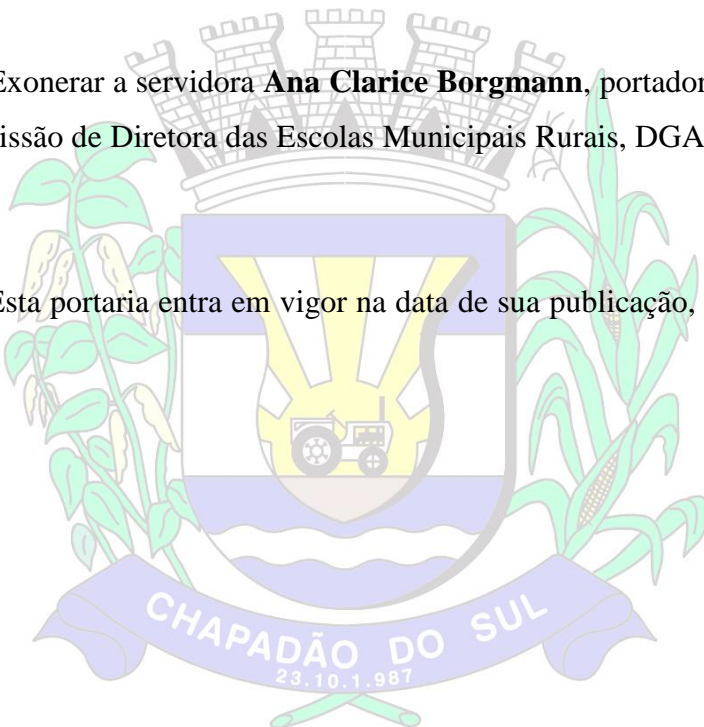 Exonerar a servidora Ana Clarice Borgmann, portador
issão de Diretora das Escolas Municipais Rurais, DGA
Esta portaria entra em vigor na data de sua publicação,
CHAPADÃO DO SUL
23.10.1.987